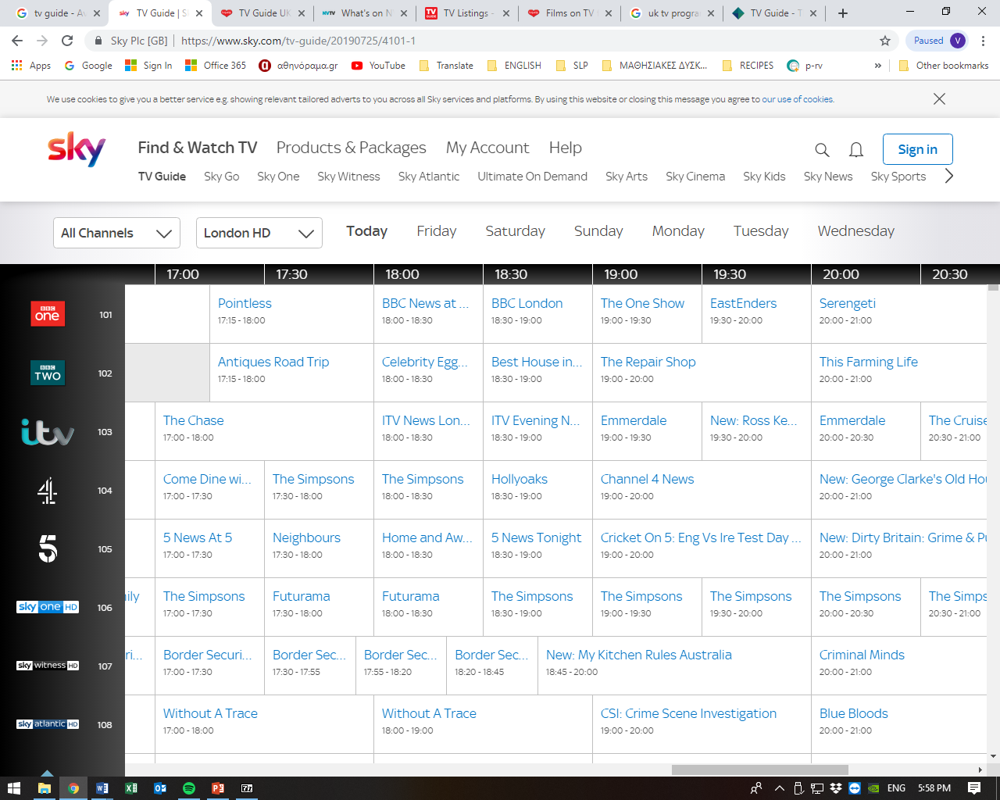 tv guide - Av
TV Guide | Sk
TV Guide UK
What's on N
TV Listings -
Films on TV
uk tv progra
TV Guide - T
Sky Plc [GB] | https://www.sky.com/tv-guide/20190725/4101-1
Paused V
Apps Google Sign In Office 365 αθηνόραμα.gr YouTube Translate ENGLISH SLP ΜΑΘΗΣΙΑΚΕΣ ΔΥΣΚ... RECIPES p-rv » Other bookmarks
We use cookies to give you a better service e.g. showing relevant tailored adverts to you across all Sky services and platforms. By using this website or closing this message you agree to our use of cookies.
sky Find & Watch TV Products & Packages My Account Help Sign in
TV Guide Sky Go Sky One Sky Witness Sky Atlantic Ultimate On Demand Sky Arts Sky Cinema Sky Kids Sky News Sky Sports
All Channels London HD Today Friday Saturday Sunday Monday Tuesday Wednesday
17:00 17:30 18:00 18:30 19:00 19:30 20:00 20:30
BBC one 101 Pointless BBC News at ... BBC London The One Show EastEnders Serengeti
17:15 - 18:00 18:00 - 18:30 18:30 - 19:00 19:00 - 19:30 19:30 - 20:00 20:00 - 21:00
BBC TWO 102 Antiques Road Trip Celebrity Egg... Best House in... The Repair Shop This Farming Life
17:15 - 18:00 18:00 - 18:30 18:30 - 19:00 19:00 - 20:00 20:00 - 21:00
itv 103 The Chase ITV News Lon... ITV Evening N... Emmerdale New: Ross Ke... Emmerdale The Cruise
17:00 - 18:00 18:00 - 18:30 18:30 - 19:00 19:00 - 19:30 19:30 - 20:00 20:00 - 20:30 20:30 - 21:00
4 104 Come Dine wi... The Simpsons The Simpsons Hollyoaks Channel 4 News New: George Clarke's Old Hou
17:00 - 17:30 17:30 - 18:00 18:00 - 18:30 18:30 - 19:00 19:00 - 20:00 20:00 - 21:00
5 105 5 News At 5 Neighbours Home and Aw... 5 News Tonight Cricket On 5: Eng Vs Ire Test Day ... New: Dirty Britain: Grime & Pu
17:00 - 17:30 17:30 - 18:00 18:00 - 18:30 18:30 - 19:00 19:00 - 20:00 20:00 - 21:00
sky one HD 106 ily The Simpsons Futurama Futurama The Simpsons The Simpsons The Simpsons The Simpsons The Simps
17:00 - 17:30 17:30 - 18:00 18:00 - 18:30 18:30 - 19:00 19:00 - 19:30 19:30 - 20:00 20:00 - 20:30 20:30 - 21:00
sky witness HD 107 ri... Border Securi... Border Sec... Border Sec... Border Sec... New: My Kitchen Rules Australia Criminal Minds
17:00 - 17:30 17:30 - 17:55 17:55 - 18:20 18:20 - 18:45 18:45 - 20:00 20:00 - 21:00
sky atlantic HD 108 Without A Trace Without A Trace CSI: Crime Scene Investigation Blue Bloods
17:00 - 18:00 18:00 - 19:00 19:00 - 20:00 20:00 - 21:00
ENG 5:58 PM